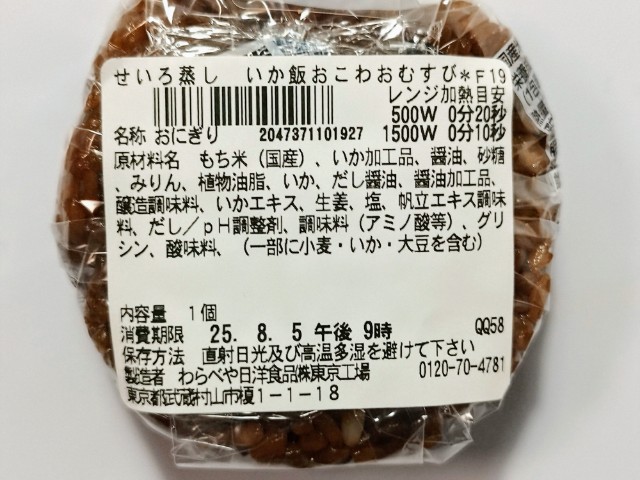 せいろ蒸し　いか飯おこわおむすび＊F19
レンジ加熱目安
500W 0分20秒
名称 おにぎり 2047371101927 1500W 0分10秒
原材料名　もち米（国産）、いか加工品、醤油、砂糖
、みりん、植物油脂、いか、だし醤油、醤油加工品、
醸造調味料、いかエキス、生姜、塩、帆立エキス調味
料、だし／ｐＨ調整剤、調味料（アミノ酸等）、グリ
シン、酸味料、（一部に小麦・いか・大豆を含む）
内容量　１個
消費期限　25. 8. 5 午後 9時　QQ58
保存方法　直射日光及び高温多湿を避けて下さい
製造者　わらべや日洋食品㈱東京工場　0120-70-4781
東京都武蔵村山市榎１－１－１８